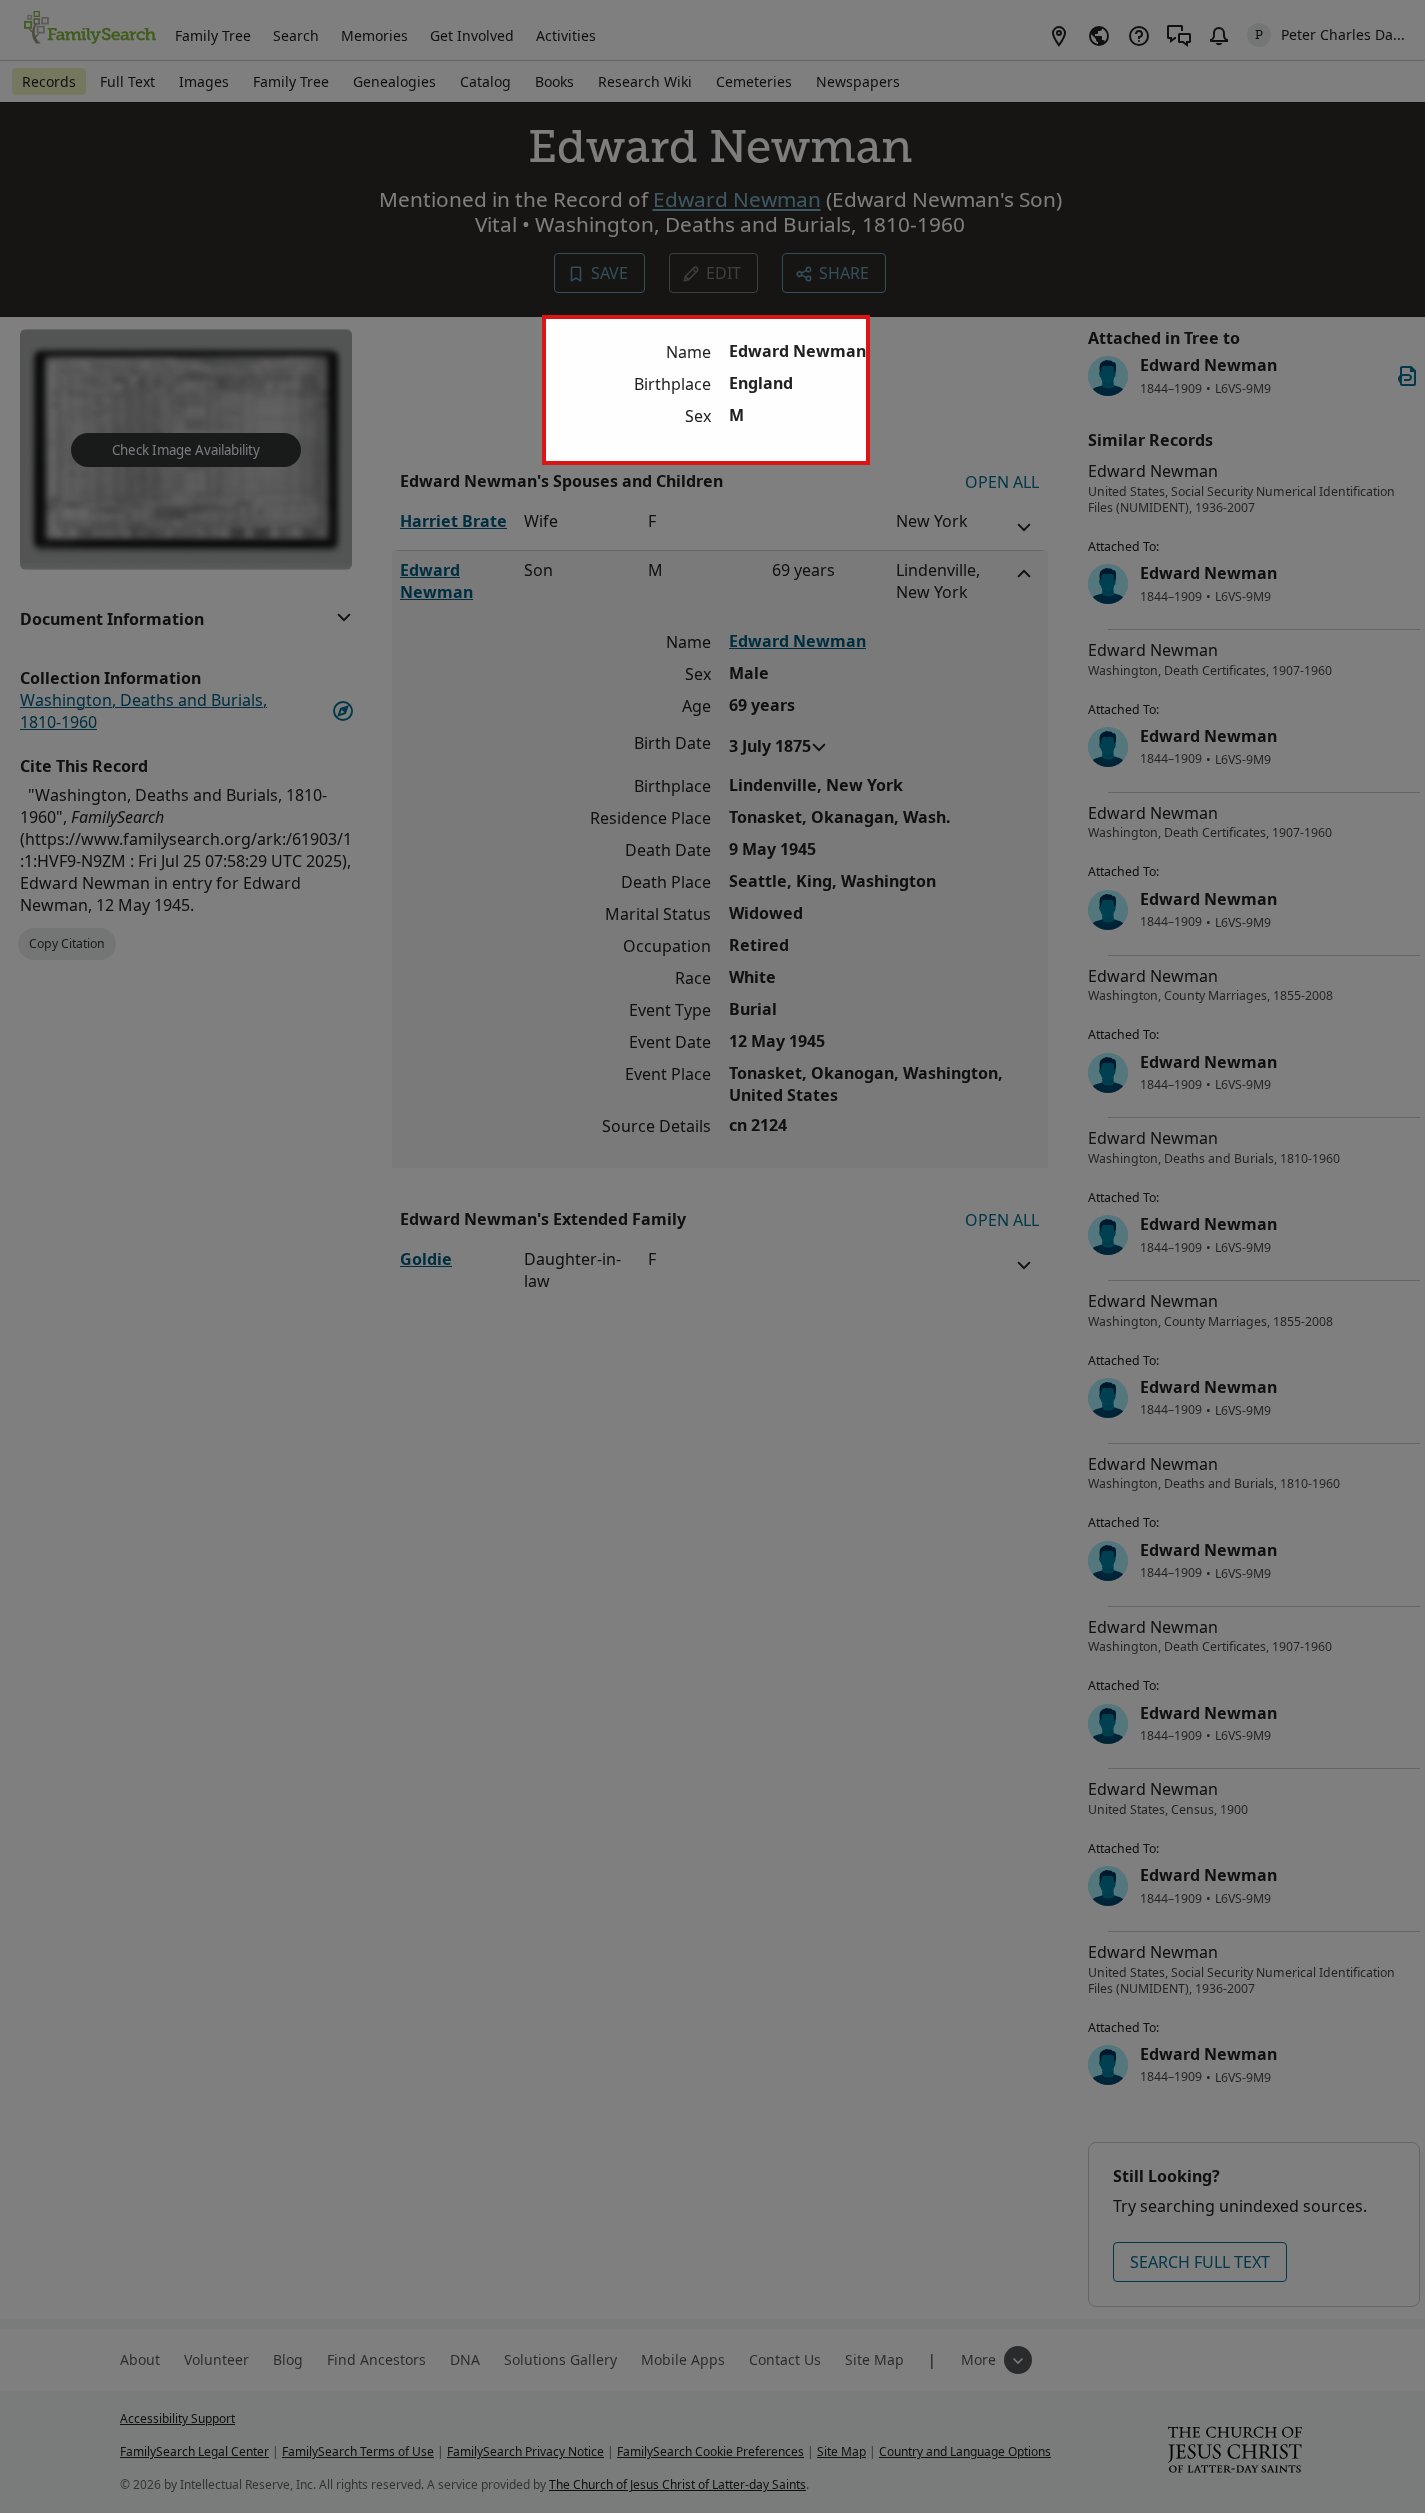 FamilySearch
Family Tree
Search
Memories
Get Involved
Activities
P
Peter Charles Da...
Records
Full Text
Images
Family Tree
Genealogies
Catalog
Books
Research Wiki
Cemeteries
Newspapers
Edward Newman
Mentioned in the Record of Edward Newman (Edward Newman's Son)
Vital • Washington, Deaths and Burials, 1810-1960
SAVE
EDIT
SHARE
Check Image Availability
Document Information
Collection Information
Washington, Deaths and Burials,
1810-1960
Cite This Record
"Washington, Deaths and Burials, 1810-
1960", FamilySearch
(https://www.familysearch.org/ark:/61903/1
:1:HVF9-N9ZM : Fri Jul 25 07:58:29 UTC 2025),
Edward Newman in entry for Edward
Newman, 12 May 1945.
Copy Citation
Name Edward Newman
Birthplace England
Sex M
Edward Newman's Spouses and Children
OPEN ALL
Harriet Brate Wife F New York
Edward Son M 69 years Lindenville,
Newman New York
Name Edward Newman
Sex Male
Age 69 years
Birth Date 3 July 1875
Birthplace Lindenville, New York
Residence Place Tonasket, Okanagan, Wash.
Death Date 9 May 1945
Death Place Seattle, King, Washington
Marital Status Widowed
Occupation Retired
Race White
Event Type Burial
Event Date 12 May 1945
Event Place Tonasket, Okanogan, Washington,
United States
Source Details cn 2124
Edward Newman's Extended Family
OPEN ALL
Goldie Daughter-in- F
law
Attached in Tree to
Edward Newman
1844–1909 • L6VS-9M9
Similar Records
Edward Newman
United States, Social Security Numerical Identification
Files (NUMIDENT), 1936-2007
Attached To:
Edward Newman
1844–1909 • L6VS-9M9
Edward Newman
Washington, Death Certificates, 1907-1960
Attached To:
Edward Newman
1844–1909 • L6VS-9M9
Edward Newman
Washington, Death Certificates, 1907-1960
Attached To:
Edward Newman
1844–1909 • L6VS-9M9
Edward Newman
Washington, County Marriages, 1855-2008
Attached To:
Edward Newman
1844–1909 • L6VS-9M9
Edward Newman
Washington, Deaths and Burials, 1810-1960
Attached To:
Edward Newman
1844–1909 • L6VS-9M9
Edward Newman
Washington, County Marriages, 1855-2008
Attached To:
Edward Newman
1844–1909 • L6VS-9M9
Edward Newman
Washington, Deaths and Burials, 1810-1960
Attached To:
Edward Newman
1844–1909 • L6VS-9M9
Edward Newman
Washington, Death Certificates, 1907-1960
Attached To:
Edward Newman
1844–1909 • L6VS-9M9
Edward Newman
United States, Census, 1900
Attached To:
Edward Newman
1844–1909 • L6VS-9M9
Edward Newman
United States, Social Security Numerical Identification
Files (NUMIDENT), 1936-2007
Attached To:
Edward Newman
1844–1909 • L6VS-9M9
Still Looking?
Try searching unindexed sources.
SEARCH FULL TEXT
About
Volunteer
Blog
Find Ancestors
DNA
Solutions Gallery
Mobile Apps
Contact Us
Site Map
|
More
Accessibility Support
FamilySearch Legal Center | FamilySearch Terms of Use | FamilySearch Privacy Notice | FamilySearch Cookie Preferences | Site Map | Country and Language Options
© 2026 by Intellectual Reserve, Inc. All rights reserved. A service provided by The Church of Jesus Christ of Latter-day Saints.
THE CHURCH OF
JESUS CHRIST
OF LATTER-DAY SAINTS